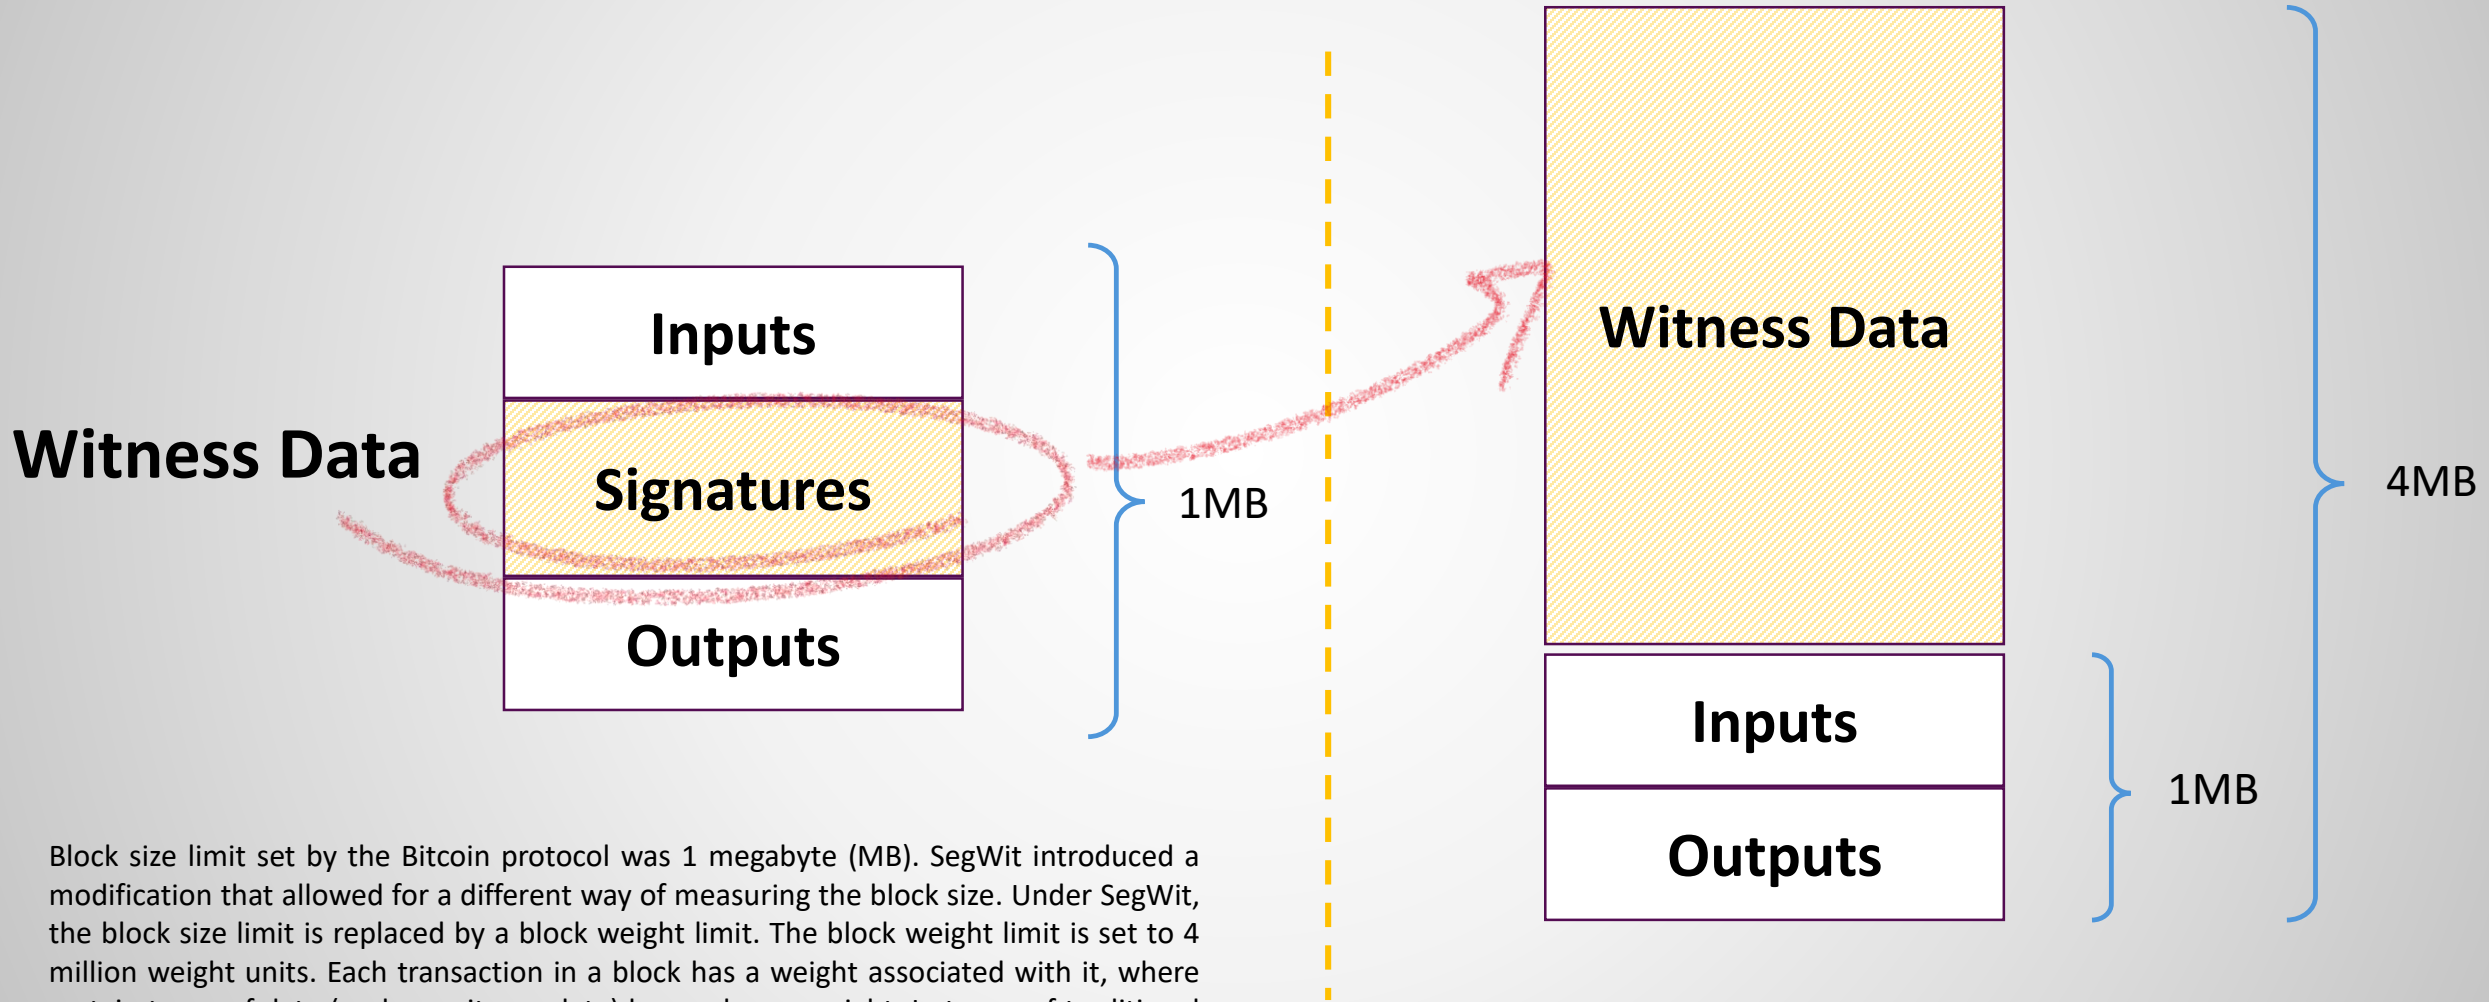 Witness Data
Inputs
Signatures
Outputs
1MB
Witness Data
Inputs
Outputs
1MB
4MB
Block size limit set by the Bitcoin protocol was 1 megabyte (MB). SegWit introduced a
modification that allowed for a different way of measuring the block size. Under SegWit,
the block size limit is replaced by a block weight limit. The block weight limit is set to 4
million weight units. Each transaction in a block has a weight associated with it, where